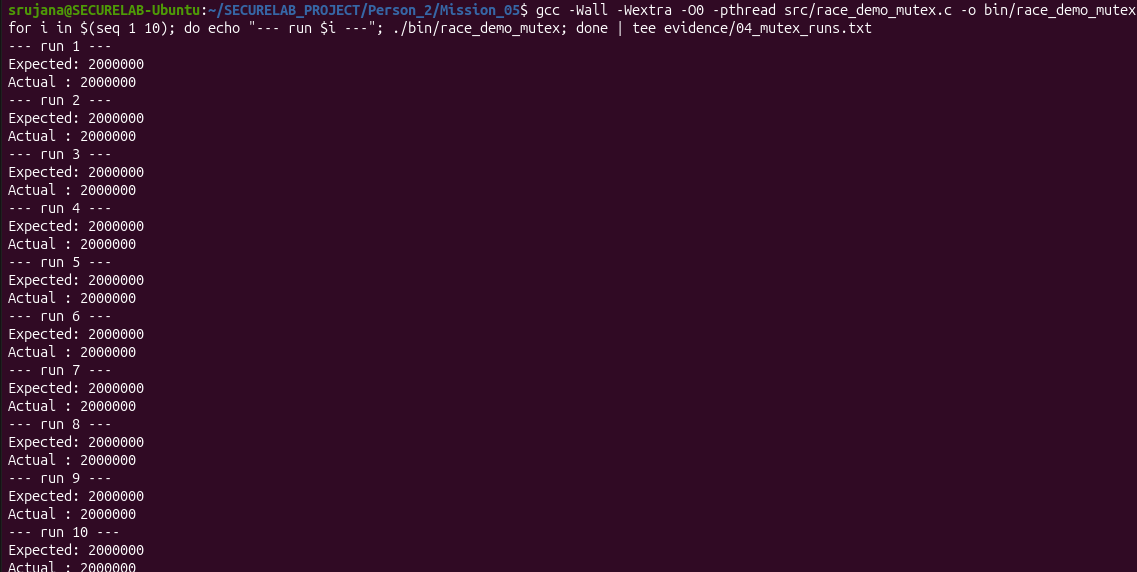 srujana@SECURELAB-Ubuntu:~/SECURELAB_PROJECT/Person_2/Mission_05$ gcc -Wall -Wextra -O0 -pthread src/race_demo_mutex.c -o bin/race_demo_mutex
for i in $(seq 1 10); do echo "--- run $i ---"; ./bin/race_demo_mutex; done | tee evidence/04_mutex_runs.txt
--- run 1 ---
Expected: 2000000
Actual : 2000000
--- run 2 ---
Expected: 2000000
Actual : 2000000
--- run 3 ---
Expected: 2000000
Actual : 2000000
--- run 4 ---
Expected: 2000000
Actual : 2000000
--- run 5 ---
Expected: 2000000
Actual : 2000000
--- run 6 ---
Expected: 2000000
Actual : 2000000
--- run 7 ---
Expected: 2000000
Actual : 2000000
--- run 8 ---
Expected: 2000000
Actual : 2000000
--- run 9 ---
Expected: 2000000
Actual : 2000000
--- run 10 ---
Expected: 2000000
Actual : 2000000